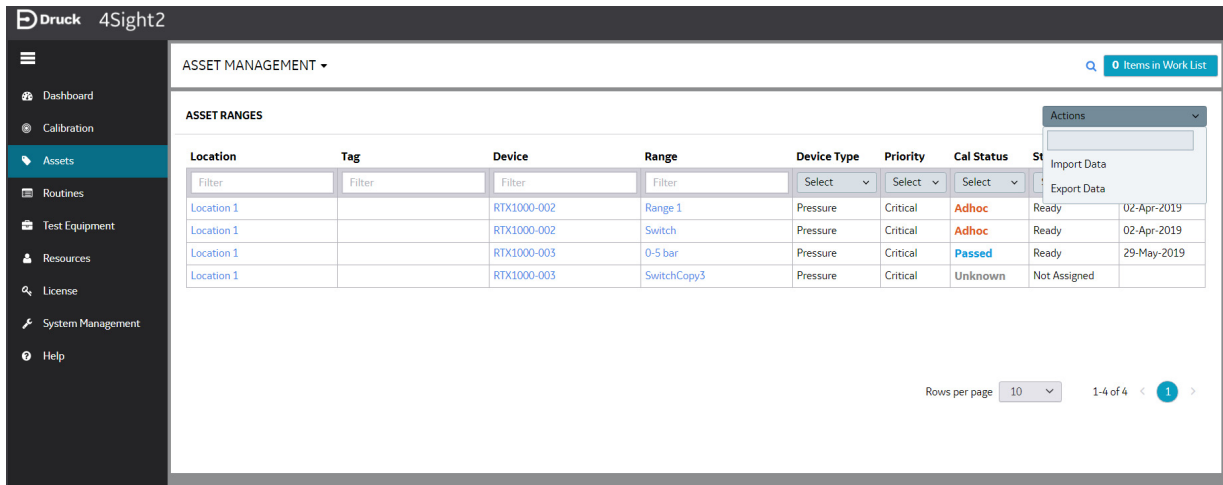 Druck 4Sight2
ASSET MANAGEMENT
0 Items in Work List
Dashboard
Calibration
Assets
Routines
Test Equipment
Resources
License
System Management
Help
ASSET RANGES
Actions
Import Data
Export Data
Location Tag Device Range Device Type Priority Cal Status St
Filter Filter Filter Filter Select Select Select
Location 1 RTX1000-002 Range 1 Pressure Critical Adhoc Ready 02-Apr-2019
Location 1 RTX1000-002 Switch Pressure Critical Adhoc Ready 02-Apr-2019
Location 1 RTX1000-003 0-5 bar Pressure Critical Passed Ready 29-May-2019
Location 1 RTX1000-003 SwitchCopy3 Pressure Critical Unknown Not Assigned
Rows per page 10 1-4 of 4 < 1 >